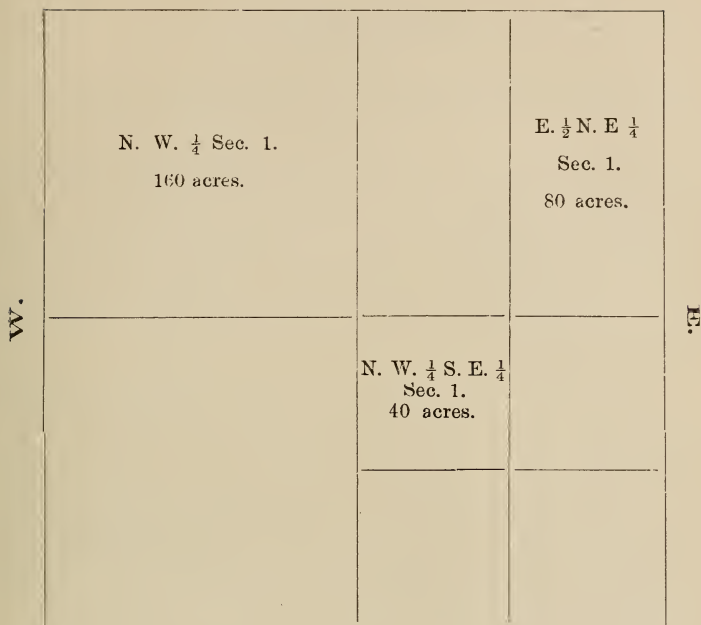 N. W. ¼ Sec. 1.
160 acres.
E. ½ N. E ¼
Sec. 1.
80 acres.
W.
E.
N. W. ¼ S. E. ¼
Sec. 1.
40 acres.